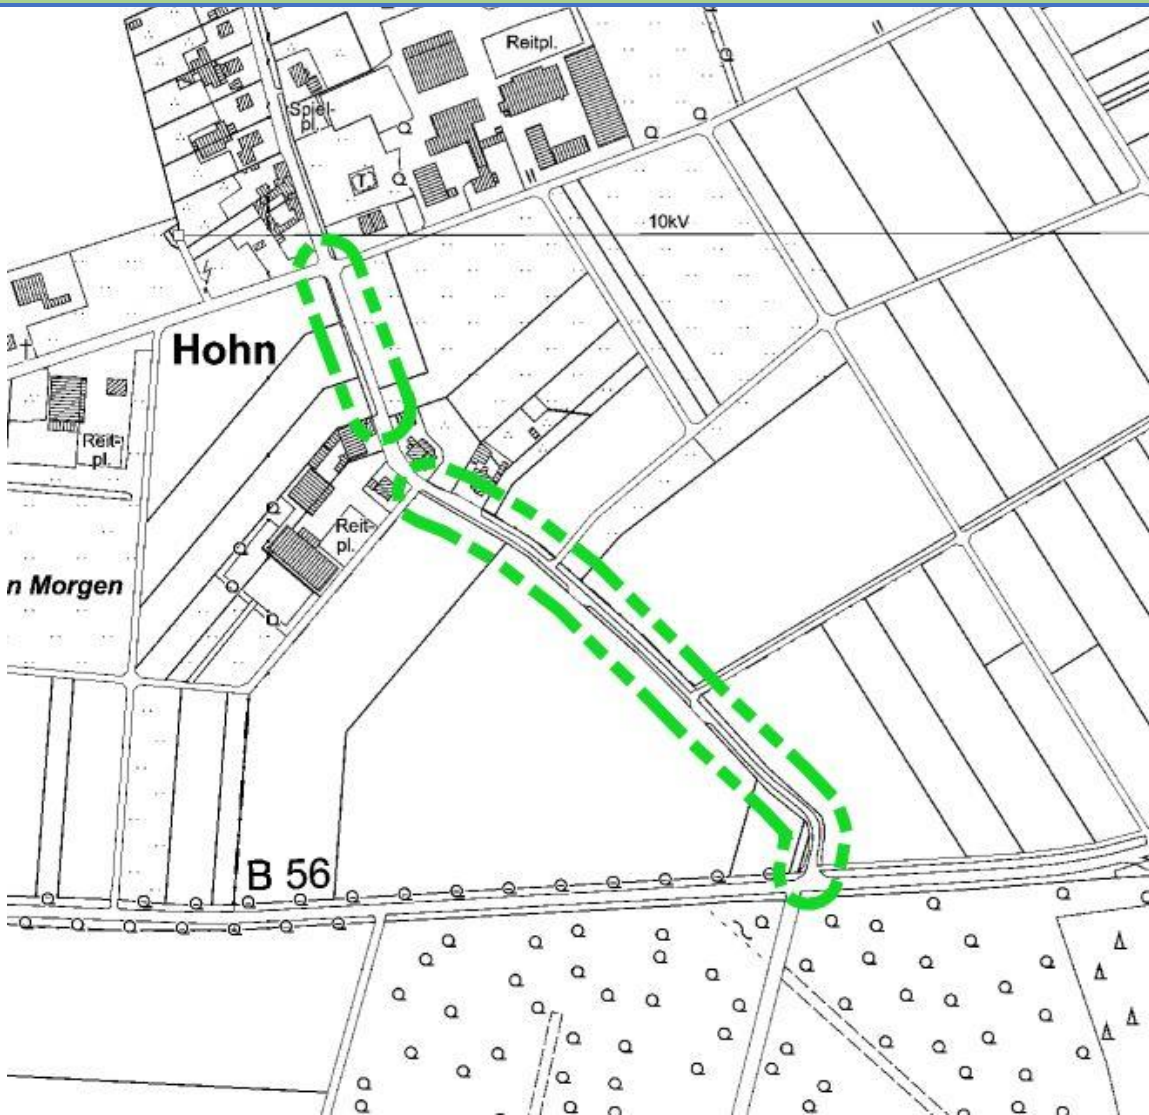 Reitpl.
Spiel-
pl.
T
10kV
Hohn
Reit-
pl.
Reit-
pl.
n Morgen
B 56